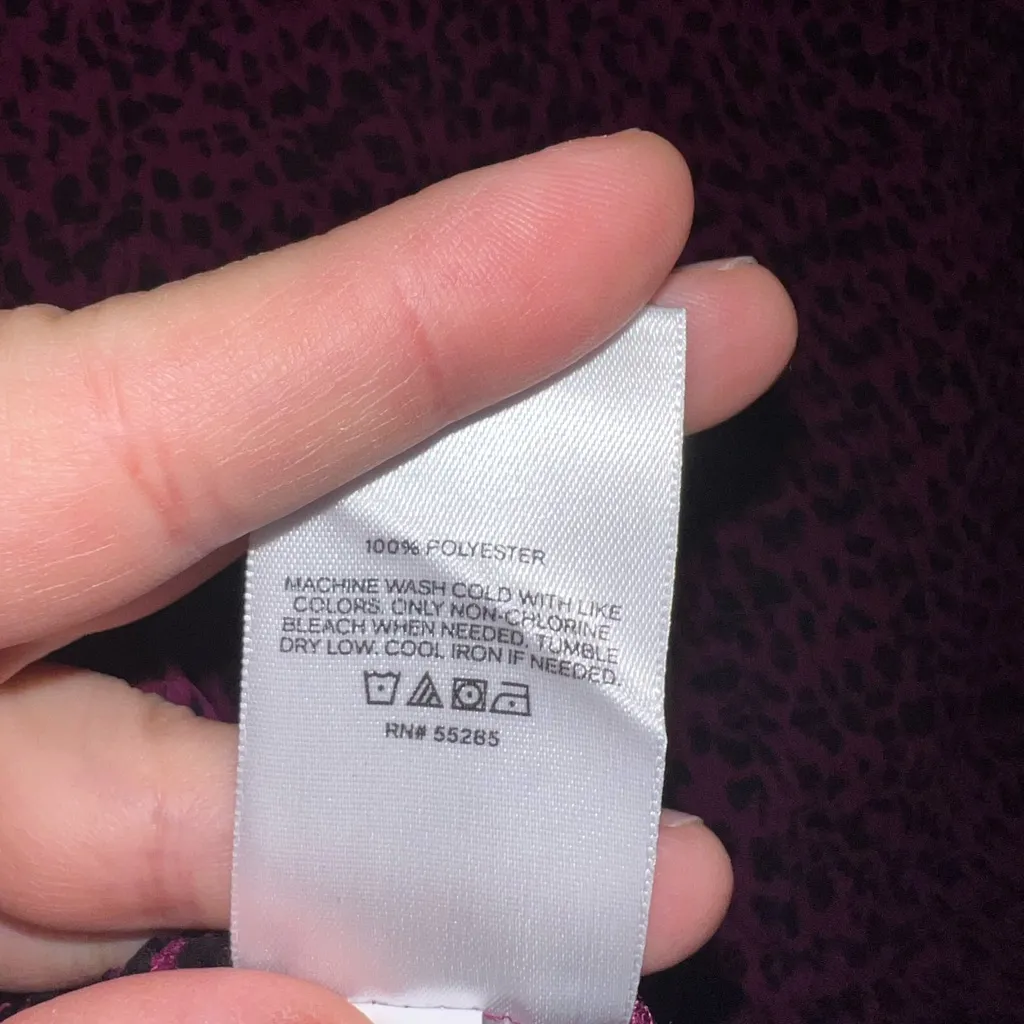 100% POLYESTER
MACHINE WASH COLD WITH LIKE
COLORS. ONLY NON-CHLORINE
BLEACH WHEN NEEDED. TUMBLE
DRY LOW. COOL IRON IF NEEDED.
RN# 55285